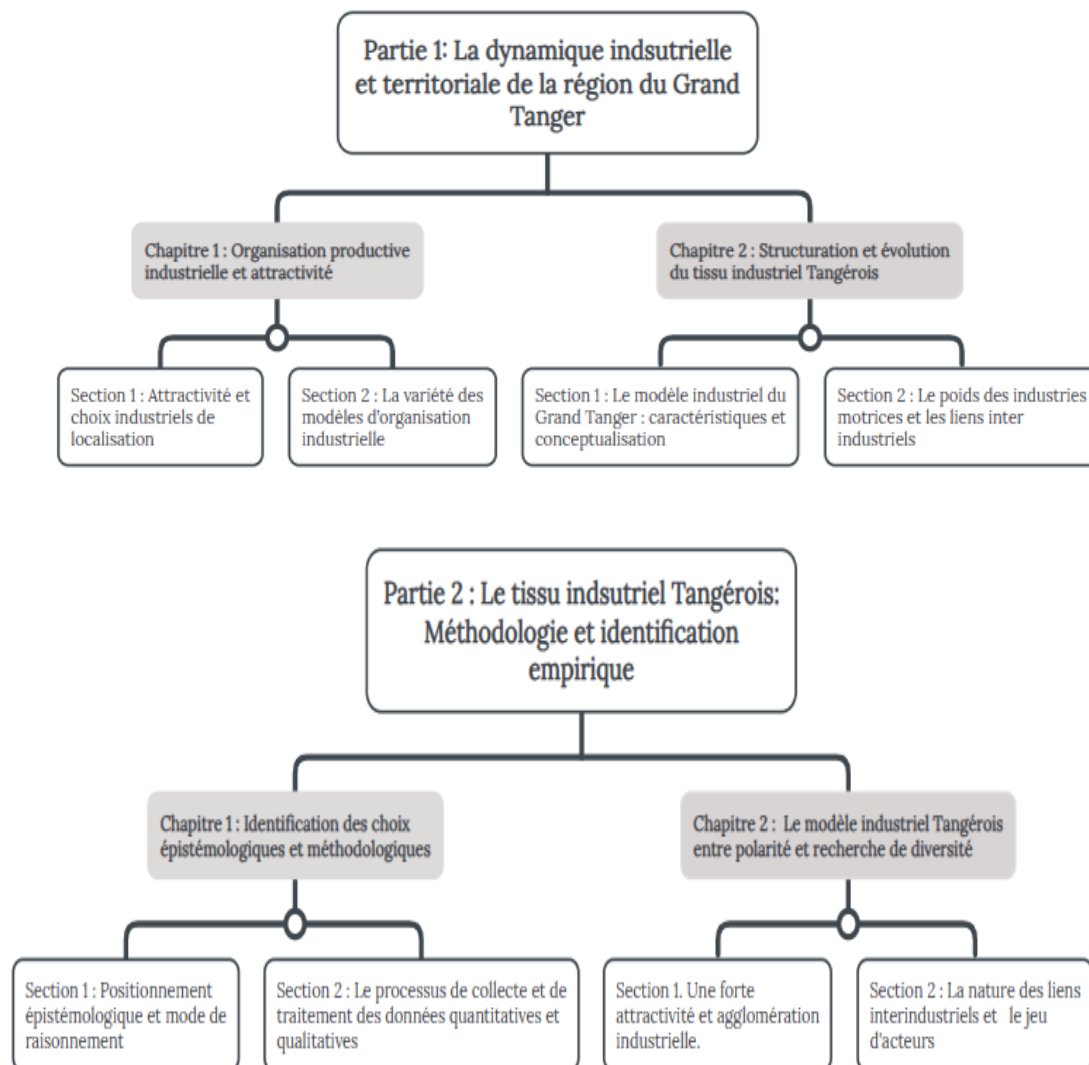 Partie 1: La dynamique indsutrielle
et territoriale de la région du Grand
Tanger
Chapitre 1 : Organisation productive
industrielle et attractivité
Chapitre 2 : Structuration et évolution
du tissu industriel Tangérois
Section 1 : Attractivité et
choix industriels de
localisation
Section 2 : La variété des
modèles d'organisation
industrielle
Section 1 : Le modèle industriel du
Grand Tanger : caractéristiques et
conceptualisation
Section 2 : Le poids des industries
motrices et les liens inter
industriels
Partie 2 : Le tissu indsutriel Tangérois:
Méthodologie et identification
empirique
Chapitre 1 : Identification des choix
épistémologiques et méthodologiques
Chapitre 2 : Le modèle industriel Tangérois
entre polarité et recherche de diversité
Section 1 : Positionnement
épistémologique et mode de
raisonnement
Section 2 : Le processus de collecte et de
traitement des données quantitatives et
qualitatives
Section 1. Une forte
attractivité et agglomération
industrielle.
Section 2 : La nature des liens
interindustriels et le jeu
d'acteurs